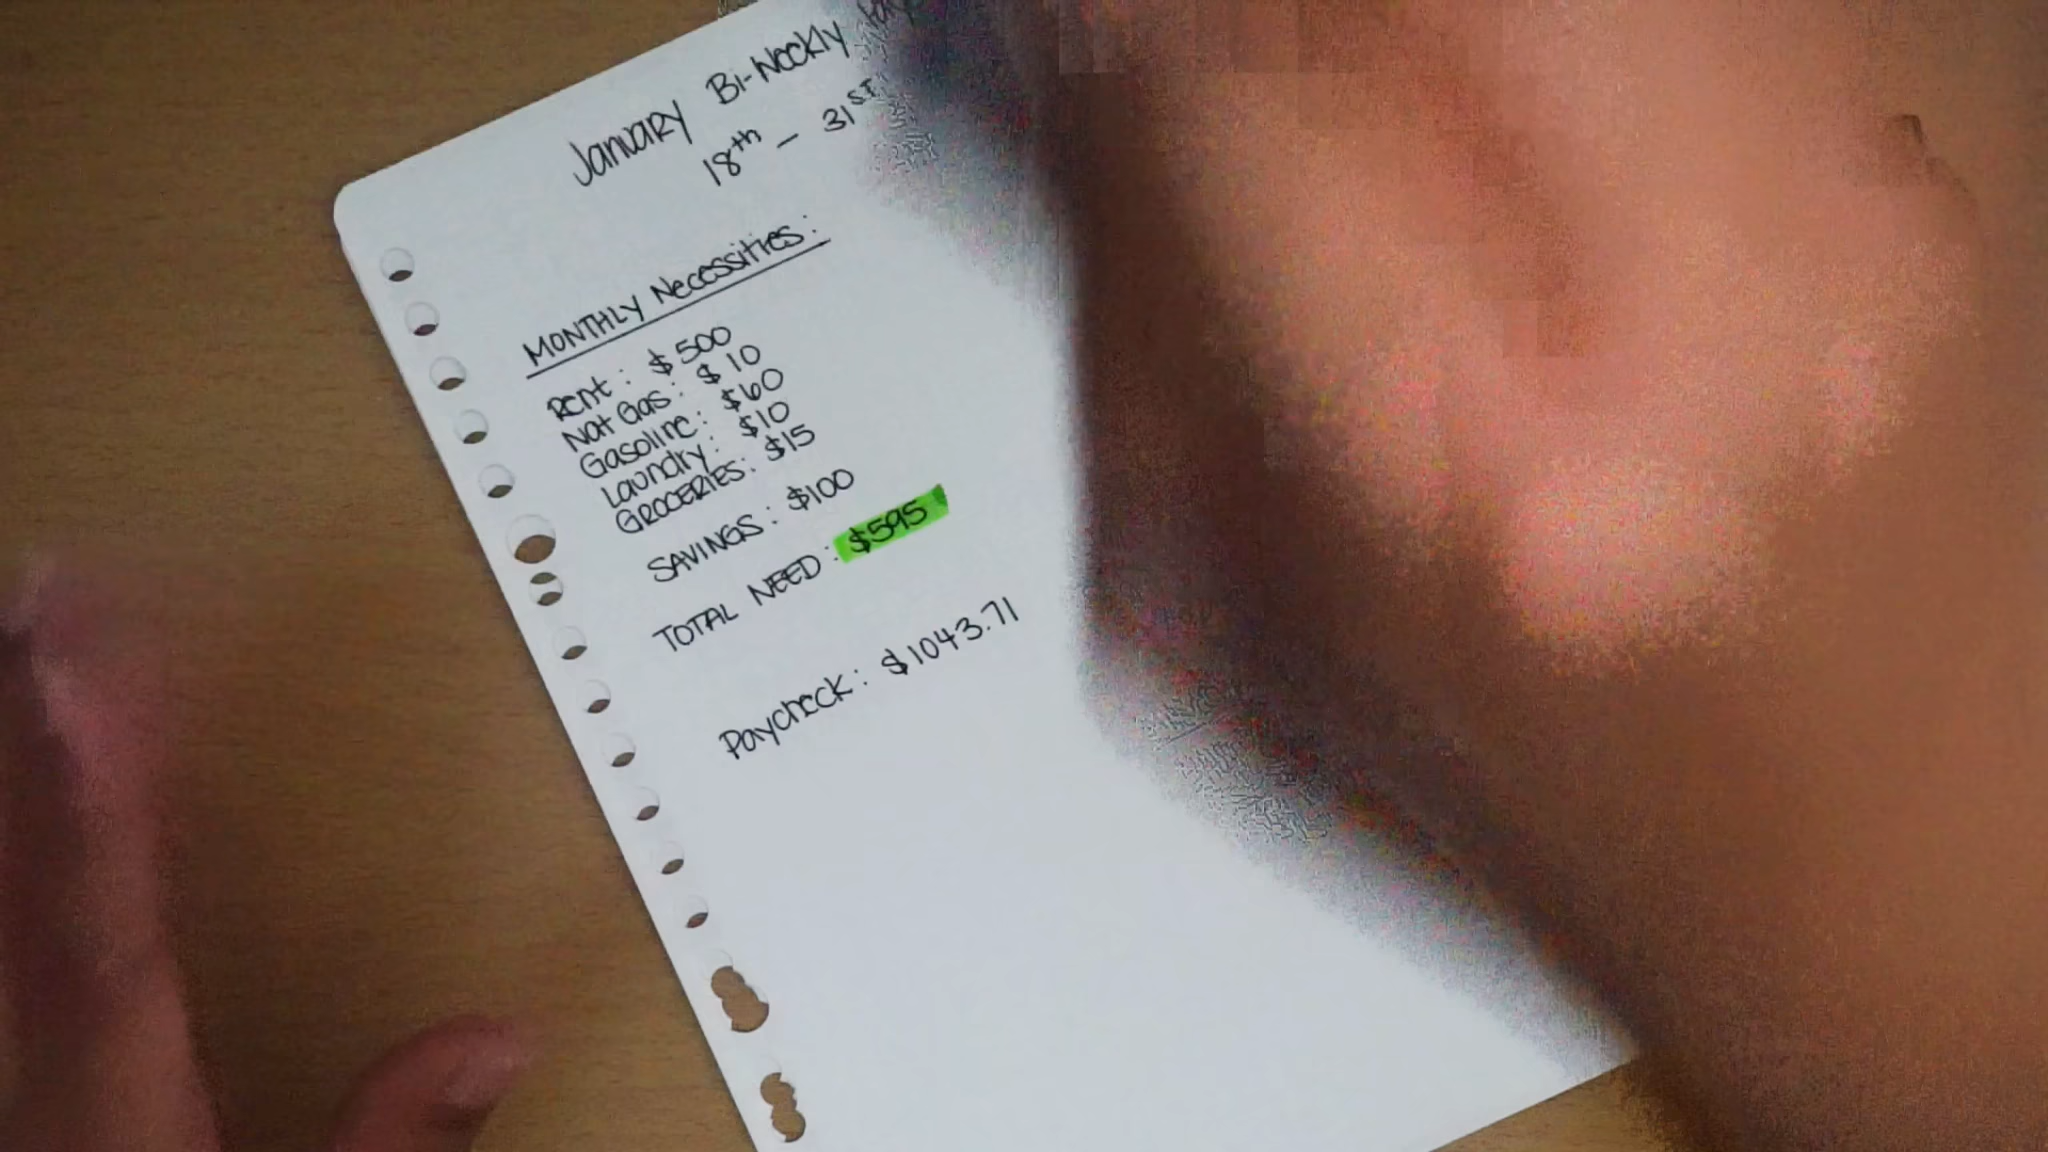 January Bi-Weekly
18th - 31ST
MONTHLY Necessities:
Rent: $500
Nat Gas: $10
Gasoline: $60
Laundry: $10
GROCERIES: $15
SAVINGS: $100
TOTAL NEED: $595
Paycheck: $1043.71